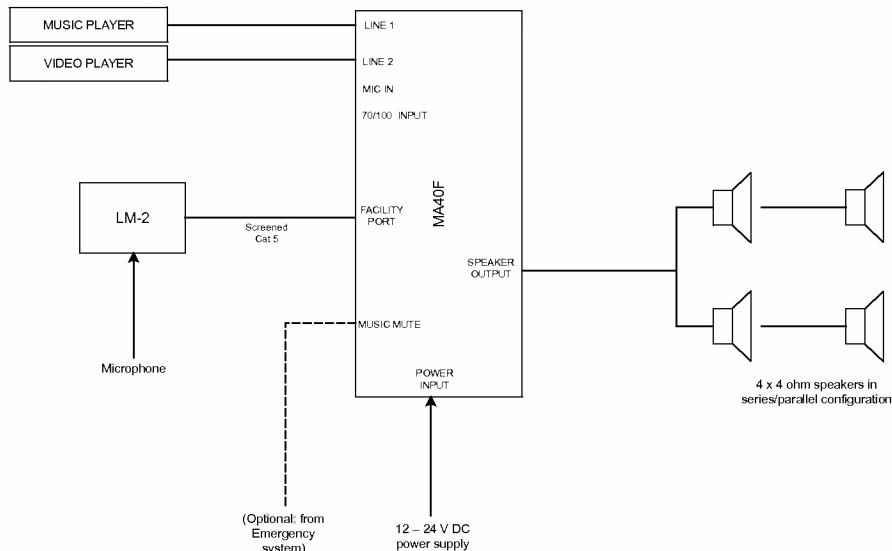 MUSIC PLAYER
LINE 1
VIDEO PLAYER
LINE 2
MIC IN
70/100 INPUT
MA40F
LM-2
Screened
Cat 5
FACILITY
PORT
SPEAKER
OUTPUT
MUSIC MUTE
Microphone
POWER
INPUT
4 x 4 ohm speakers in
series/parallel configuration
(Optional; from
Emergency
system)
12 – 24 V DC
power supply